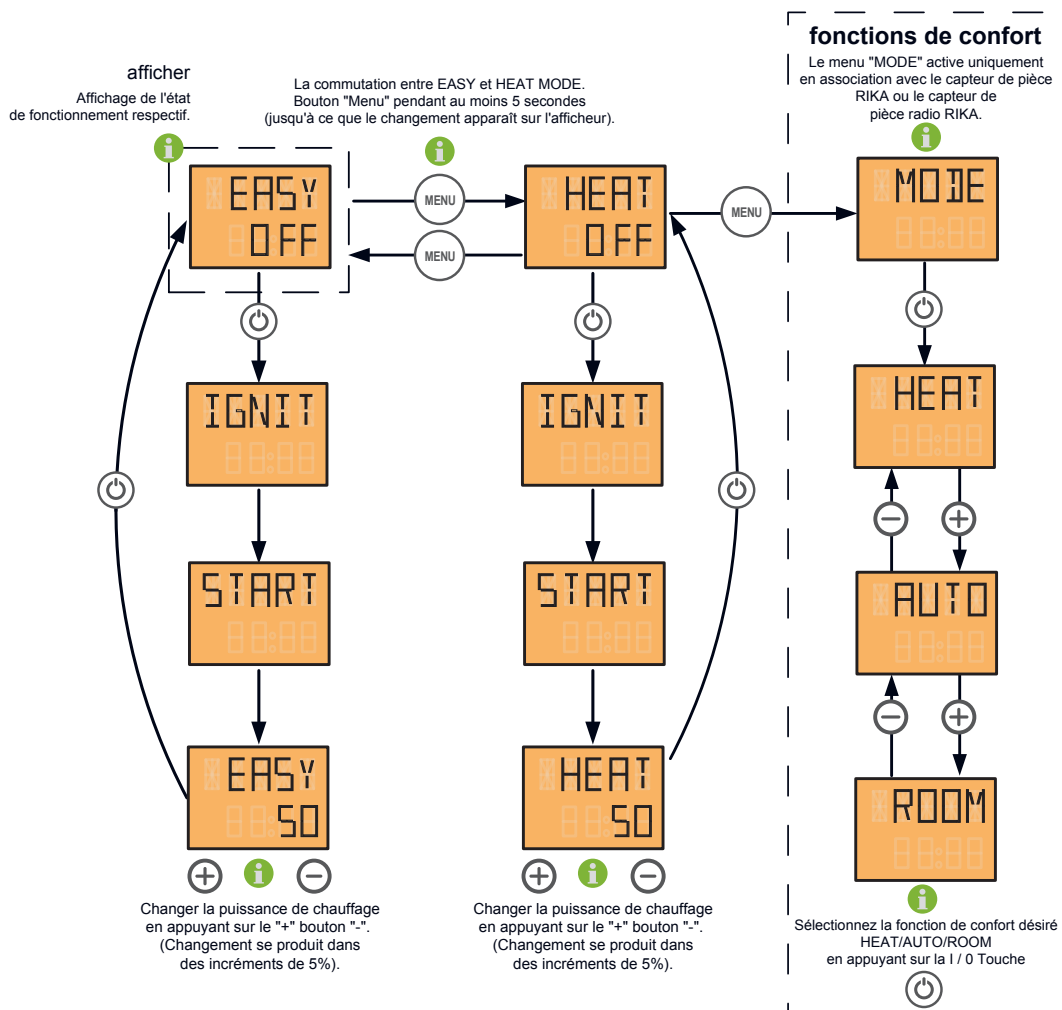 fonctions de confort
Le menu "MODE" active uniquement
en association avec le capteur de pièce
RIKA ou le capteur de
pièce radio RIKA.
afficher
Affichage de l'état
de fonctionnement respectif.
La commutation entre EASY et HEAT MODE.
Bouton "Menu" pendant au moins 5 secondes
(jusqu'à ce que le changement apparaît sur l'afficheur).
EASY
OFF
MENU
MENU
HEAT
OFF
MENU
MODE
IGNIT
IGNIT
HEAT
START
START
AUTO
EASY
50
HEAT
50
ROOM
Changer la puissance de chauffage
en appuyant sur le "+" bouton "-".
(Changement se produit dans
des incréments de 5%).
Changer la puissance de chauffage
en appuyant sur le "+" bouton "-".
(Changement se produit dans
des incréments de 5%).
Sélectionnez la fonction de confort désiré
HEAT/AUTO/ROOM
en appuyant sur la I / 0 Touche